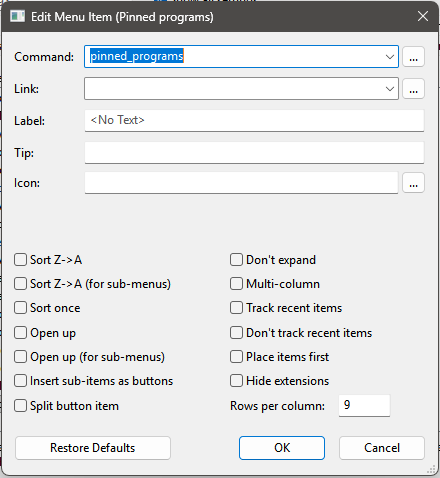 Edit Menu Item (Pinned programs)
Command: pinned_programs ...
Link: ...
Label: <No Text>
Tip:
Icon: ...
Sort Z->A Don't expand
Sort Z->A (for sub-menus) Multi-column
Sort once Track recent items
Open up Don't track recent items
Open up (for sub-menus) Place items first
Insert sub-items as buttons Hide extensions
Split button item Rows per column: 9
Restore Defaults OK Cancel